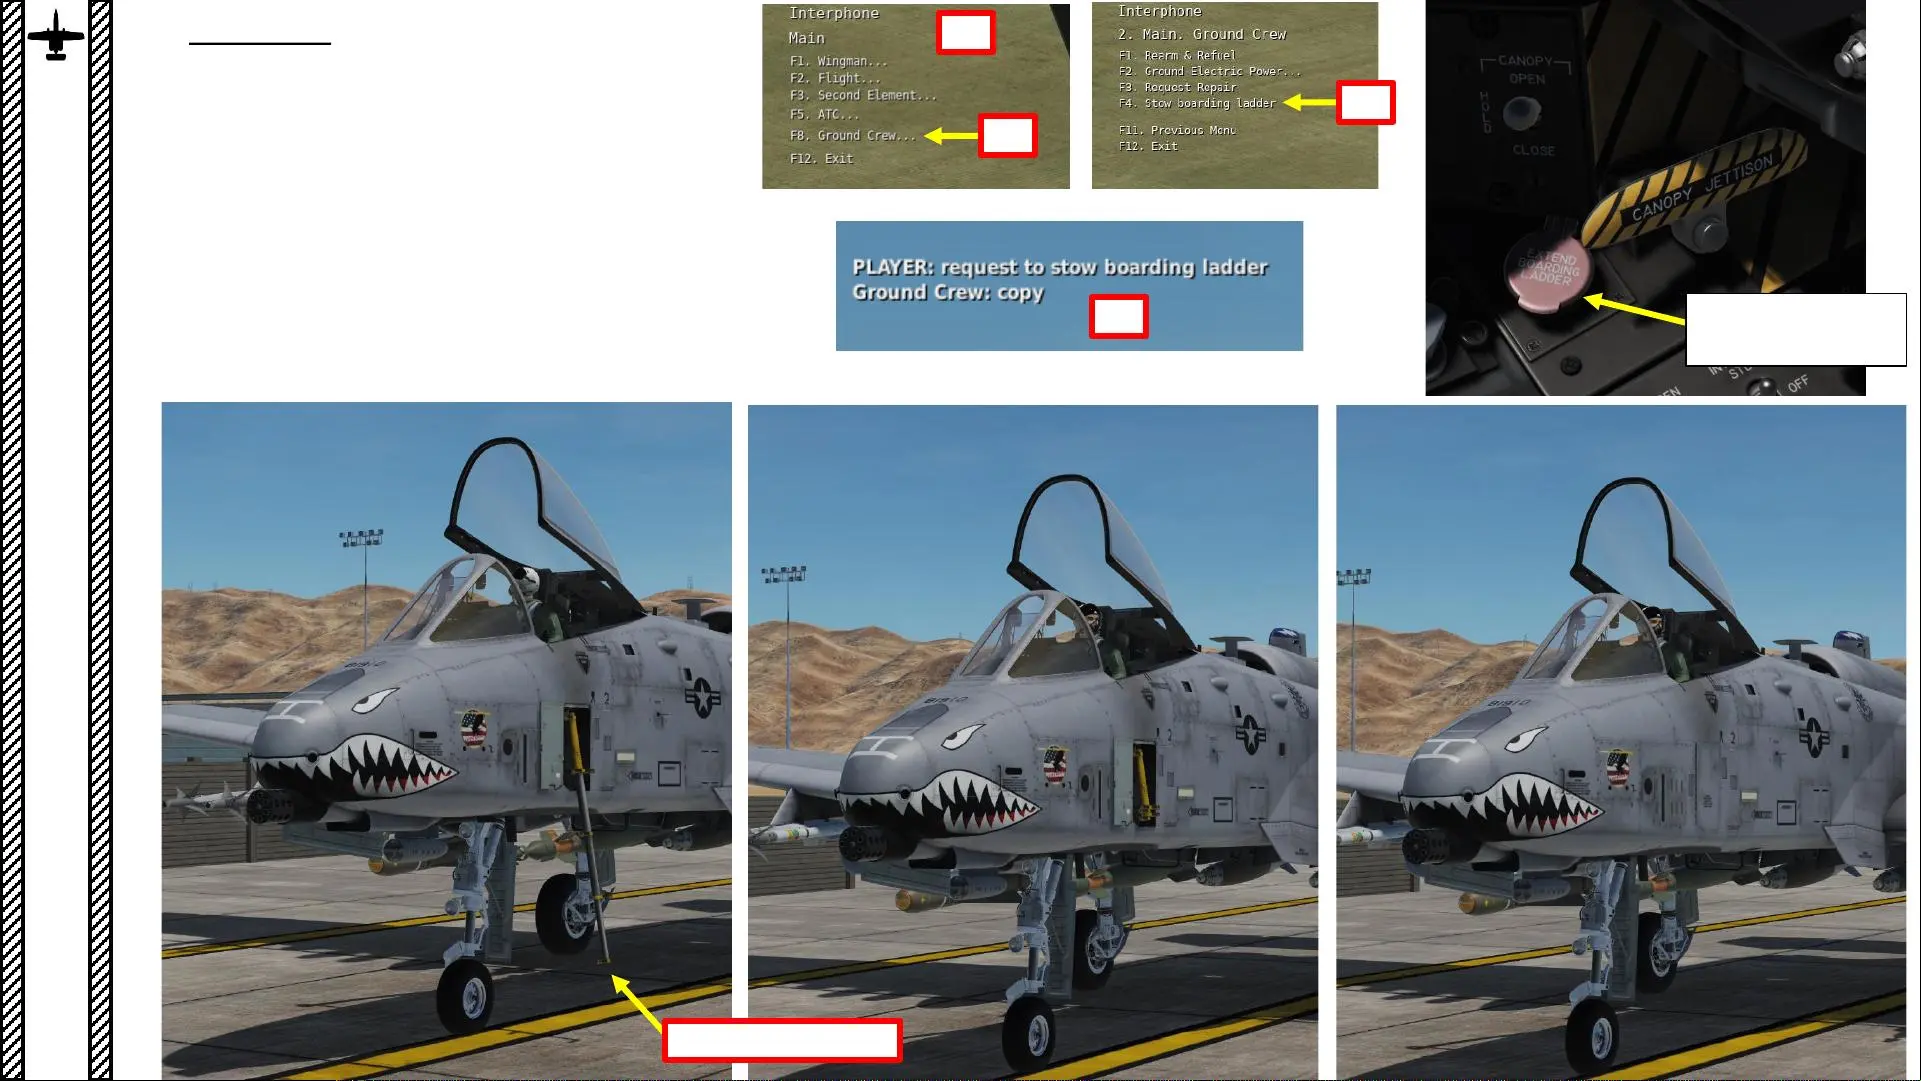 Interphone
Main
F1. Wingman...
F2. Flight...
F3. Second Element...
F5. ATC...
F8. Ground Crew...
F12. Exit
Interphone
2. Main. Ground Crew
F1. Rearm & Refuel
F2. Ground Electric Power...
F3. Request Repair
F4. Stow boarding ladder
F11. Previous Menu
F12. Exit
PLAYER: request to stow boarding ladder
Ground Crew: copy
CANOPY
OPEN
HOLD
CLOSE
CANOPY JETTISON
EXTEND
BOARDING
LADDER
OFF